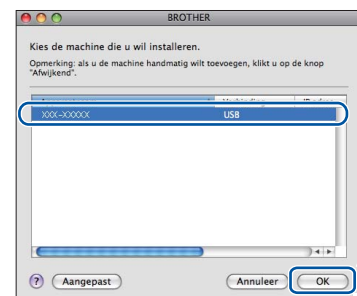 BROTHER
Kies de machine die u wil installeren.
Opmerking: als u de machine handmatig wilt toevoegen, klikt u op de knop
"Afwijkend".
XXX-XXXXX USB
? Aangepast Annuleer OK